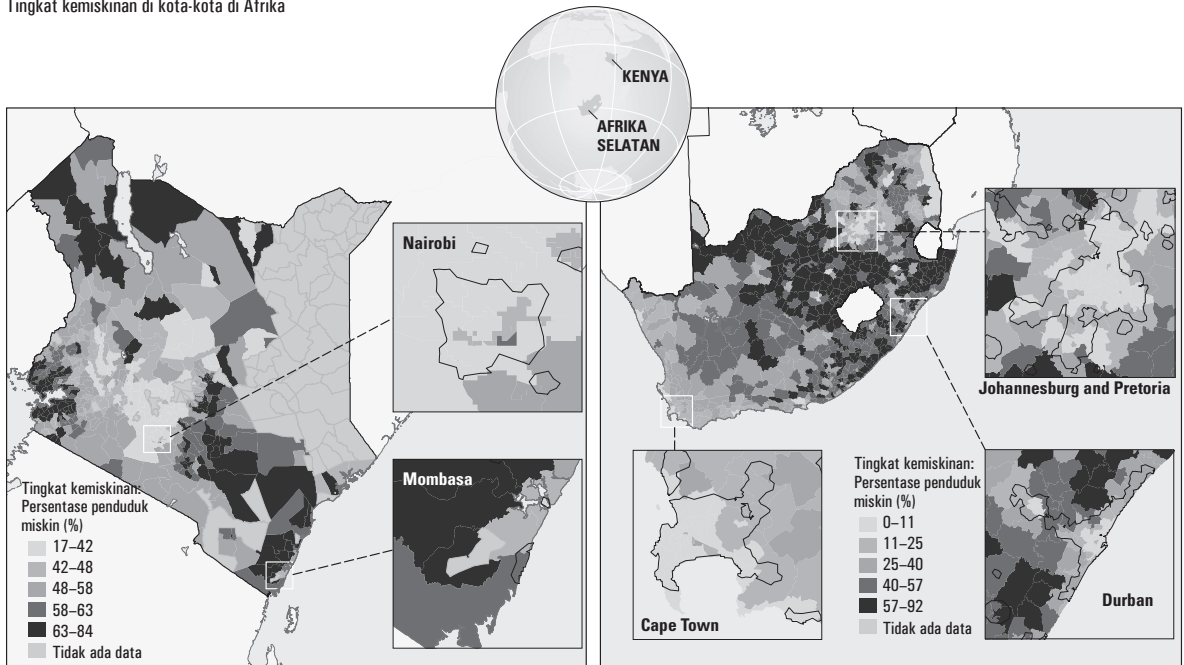 Tingkat kemiskinan di kota-kota di Afrika
KENYA
AFRIKA
SELATAN
Nairobi
Mombasa
Tingkat kemiskinan:
Persentase penduduk
miskin (%)
17–42
42–48
48–58
58–63
63–84
Tidak ada data
Johannesburg and Pretoria
Cape Town
Tingkat kemiskinan:
Persentase penduduk
miskin (%)
0–11
11–25
25–40
40–57
57–92
Tidak ada data
Durban